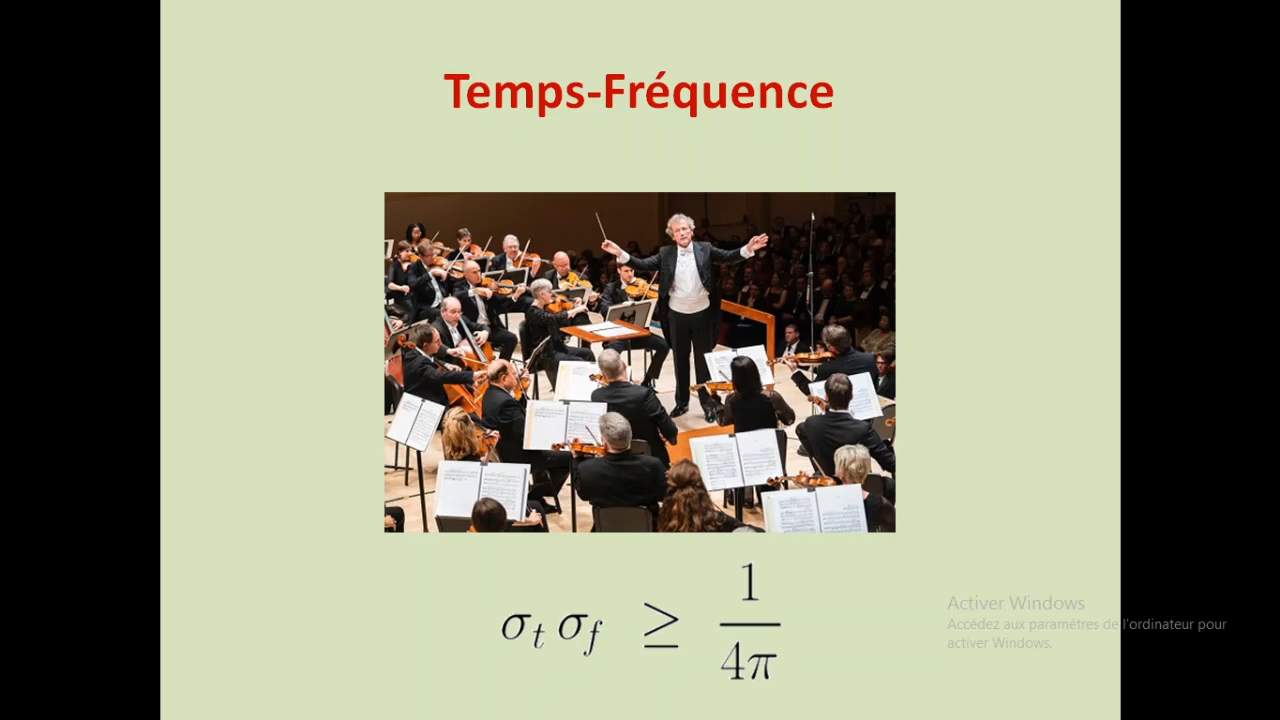 Temps-Fréquence
σ_t σ_f ≥ 1/4π
Activer Windows
Accédez aux paramètres de l'ordinateur pour
activer Windows.